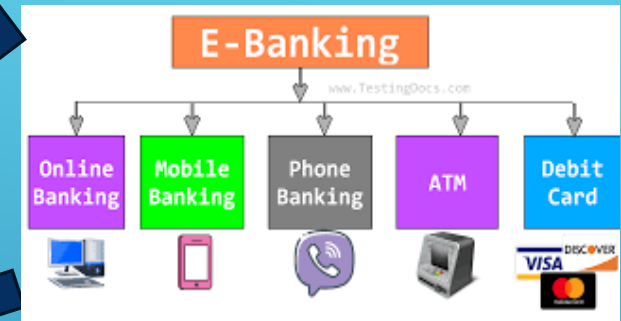 E-Banking
www.TestingDocs.com
Online
Banking
Mobile
Banking
Phone
Banking
ATM
Debit
Card
DISCOVER
VISA